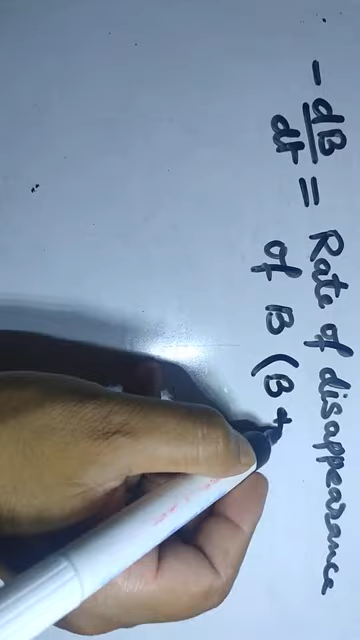 - dB/dt = Rate of disappearance
of B (B+